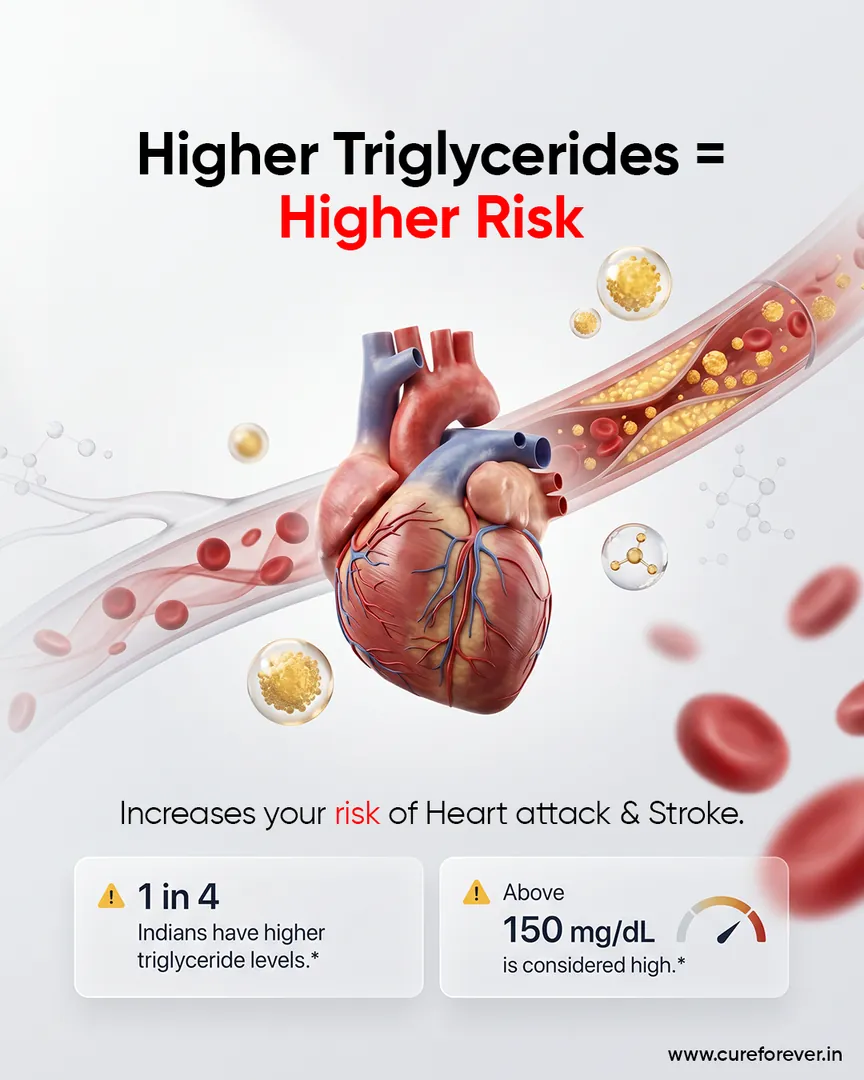 Higher Triglycerides =
Higher Risk
Increases your risk of Heart attack & Stroke.
1 in 4
Indians have higher
triglyceride levels.*
Above
150 mg/dL
is considered high.*
www.cureforever.in